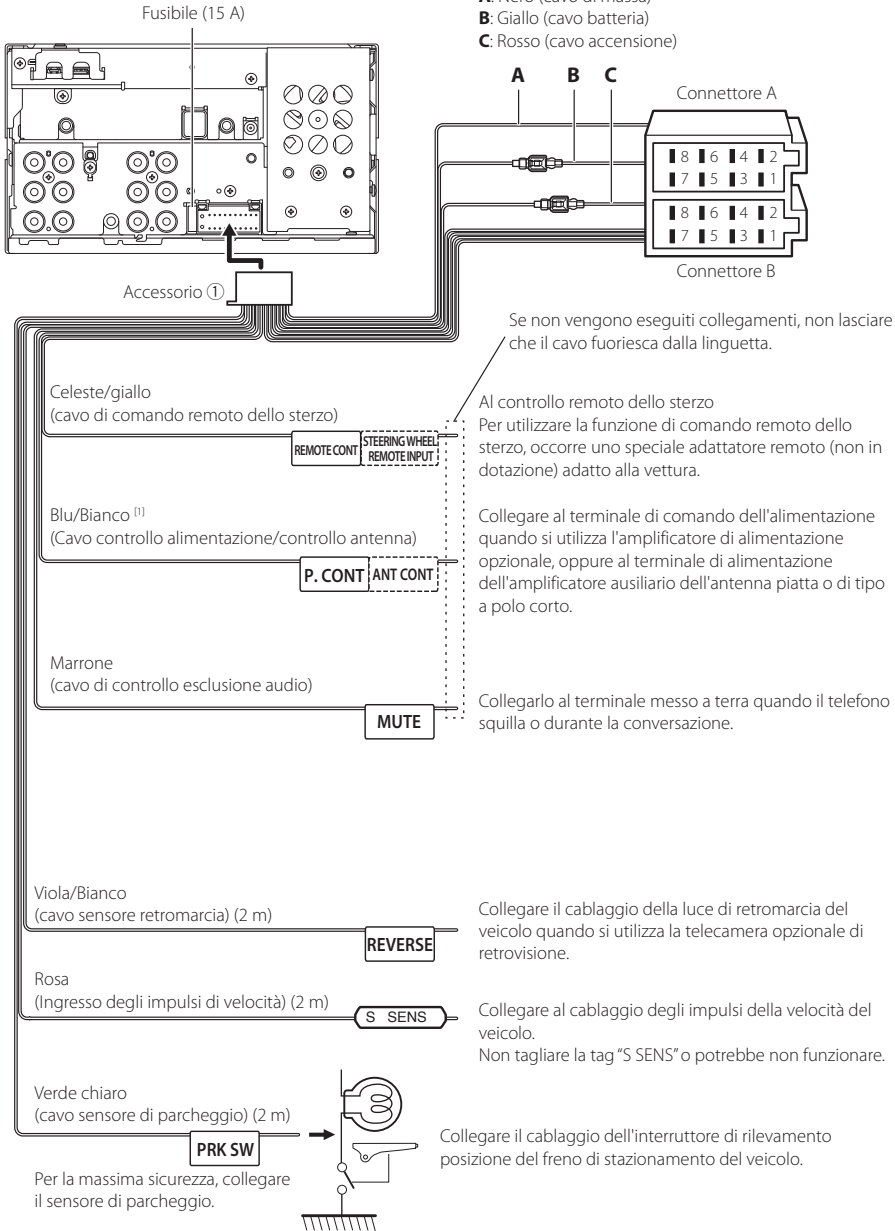 Fusibile (15 A)
A: Nero (cavo di massa)
B: Giallo (cavo batteria)
C: Rosso (cavo accensione)
A B C
Connettore A
8 6 4 2
7 5 3 1
8 6 4 2
7 5 3 1
Connettore B
Accessorio ①
Se non vengono eseguiti collegamenti, non lasciare
che il cavo fuoriesca dalla linguetta.
Celeste/giallo
(cavo di comando remoto dello sterzo)
REMOTE CONT
STEERING WHEEL
REMOTE INPUT
Al controllo remoto dello sterzo
Per utilizzare la funzione di comando remoto dello
sterzo, occorre uno speciale adattatore remoto (non in
dotazione) adatto alla vettura.
Blu/Bianco [1]
(Cavo controllo alimentazione/controllo antenna)
P. CONT ANT CONT
Collegare al terminale di comando dell'alimentazione
quando si utilizza l'amplificatore di alimentazione
opzionale, oppure al terminale di alimentazione
dell'amplificatore ausiliario dell'antenna piatta o di tipo
a polo corto.
Marrone
(cavo di controllo esclusione audio)
MUTE
Collegarlo al terminale messo a terra quando il telefono
squilla o durante la conversazione.
Viola/Bianco
(cavo sensore retromarcia) (2 m)
REVERSE
Collegare il cablaggio della luce di retromarcia del
veicolo quando si utilizza la telecamera opzionale di
retrovisione.
Rosa
(Ingresso degli impulsi di velocità) (2 m)
S SENS
Collegare al cablaggio degli impulsi della velocità del
veicolo.
Non tagliare la tag "S SENS" o potrebbe non funzionare.
Verde chiaro
(cavo sensore di parcheggio) (2 m)
PRK SW
Per la massima sicurezza, collegare
il sensore di parcheggio.
Collegare il cablaggio dell'interruttore di rilevamento
posizione del freno di stazionamento del veicolo.